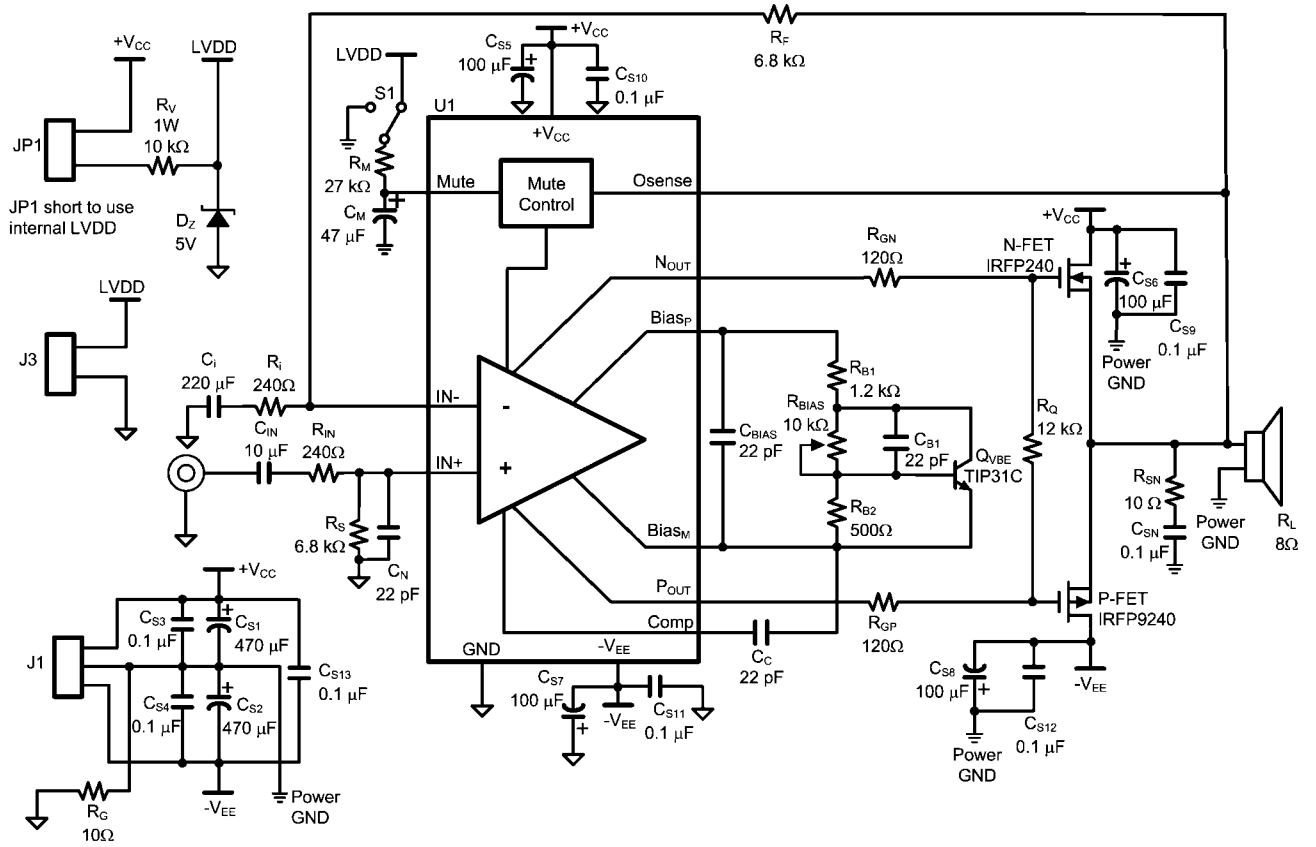 +VCC
LVDD
RV
1W
10 kΩ
JP1
JP1 short to use
internal LVDD
DZ
5V
LVDD
J3
Ci
220 µF
Ri
240Ω
CIN
10 µF
RIN
240Ω
RS
6.8 kΩ
CN
22 pF
+VCC
CS3
0.1 µF
CS1
470 µF
J1
CS13
0.1 µF
CS4
0.1 µF
CS2
470 µF
RG
10Ω
-VEE
Power
GND
+VCC
CS5
100 µF
CS10
0.1 µF
LVDD
S1
RM
27 kΩ
CM
47 µF
U1
+VCC
Mute
Mute
Control
Osense
NOUT
BiasP
IN-
-
IN+
+
BiasM
POUT
Comp
GND
-VEE
CS7
100 µF
-VEE
CS11
0.1 µF
RF
6.8 kΩ
RGN
120Ω
N-FET
IRFP240
+VCC
CS6
100 µF
CS9
0.1 µF
Power
GND
RB1
1.2 kΩ
RBIAS
10 kΩ
CBIAS
22 pF
CB1
22 pF
QVBE
TIP31C
RB2
500Ω
RQ
12 kΩ
RGP
120Ω
CC
22 pF
P-FET
IRFP9240
RSN
10 Ω
CSN
0.1 µF
Power
GND
RL
8Ω
CS8
100 µF
CS12
0.1 µF
-VEE
Power
GND